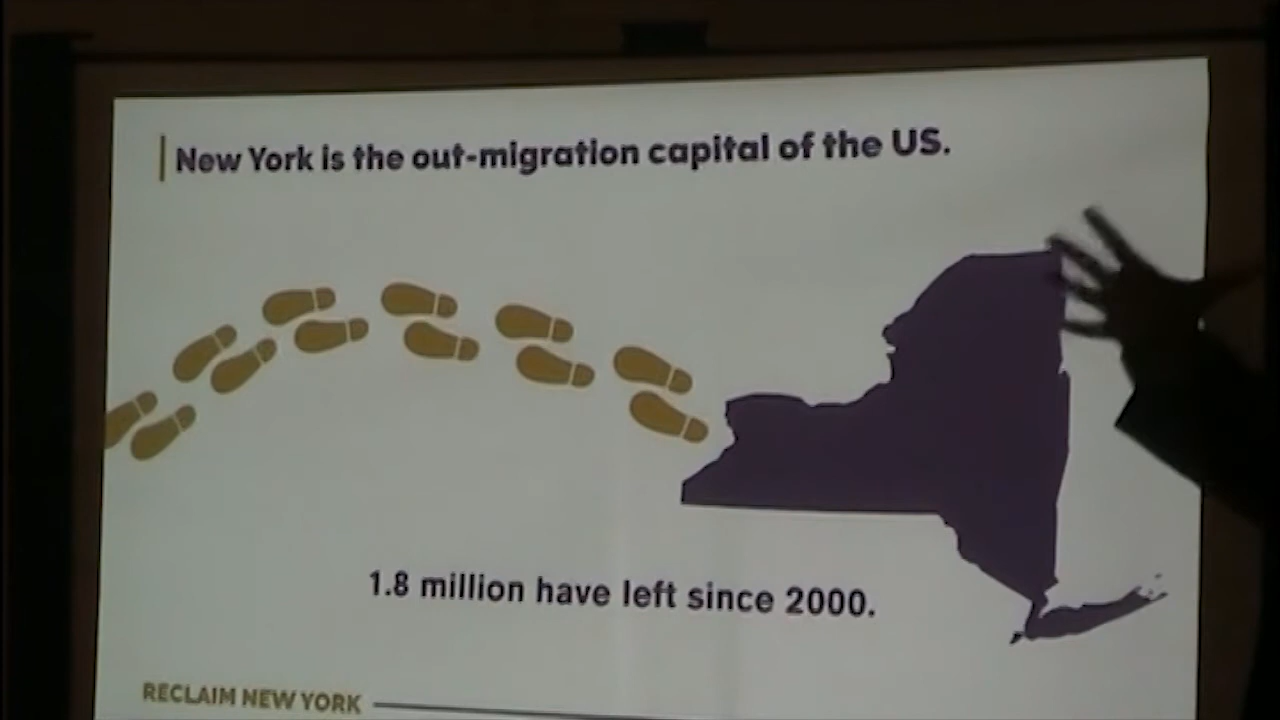 New York is the out-migration capital of the US.
1.8 million have left since 2000.
RECLAIM NEW YORK